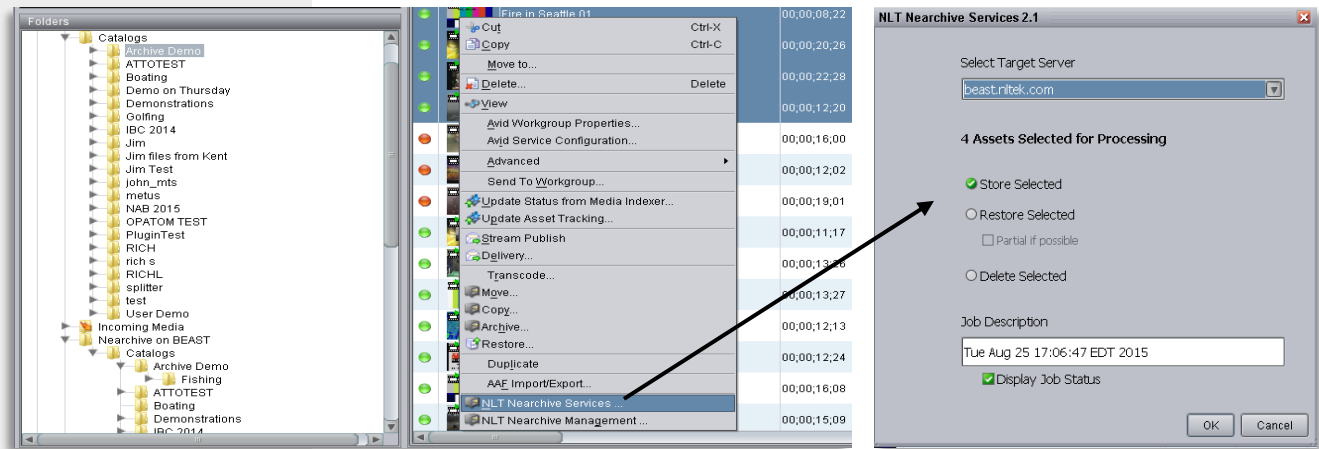 Folders
Catalogs
Archive Demo
ATTOTEST
Boating
Demo on Thursday
Demonstrations
Golfing
IBC 2014
Jim
Jim files from Kent
Jim Test
john_mts
metus
NAB 2015
OPATOM TEST
PluginTest
RICH
rich s
RICHL
splitter
test
User Demo
Incoming Media
Nearchive on BEAST
Catalogs
Archive Demo
Fishing
ATTOTEST
Boating
Demonstrations
IBC 2014
Fire in Seattle 01 00;00;08;22
Cut Ctrl-X
Copy Ctrl-C 00;00;20;26
Move to...
Delete... Delete 00;00;22;28
View 00;00;12;20
Avid Workgroup Properties...
Avid Service Configuration... 00;00;16;00
Advanced
Send To Workgroup... 00;00;12;02
Update Status from Media Indexer... 00;00;19;01
Update Asset Tracking...
Stream Publish 00;00;11;17
Delivery... 00;00;13;26
Transcode...
Move... 00;00;13;27
Copy...
Archive... 00;00;12;13
Restore...
Duplicate 00;00;12;24
AAF Import/Export... 00;00;16;08
NLT Nearchive Services ...
NLT Nearchive Management ... 00;00;15;09
NLT Nearchive Services 2.1
Select Target Server
beast.nltek.com
4 Assets Selected for Processing
Store Selected
Restore Selected
Partial if possible
Delete Selected
Job Description
Tue Aug 25 17:06:47 EDT 2015
Display Job Status
OK Cancel